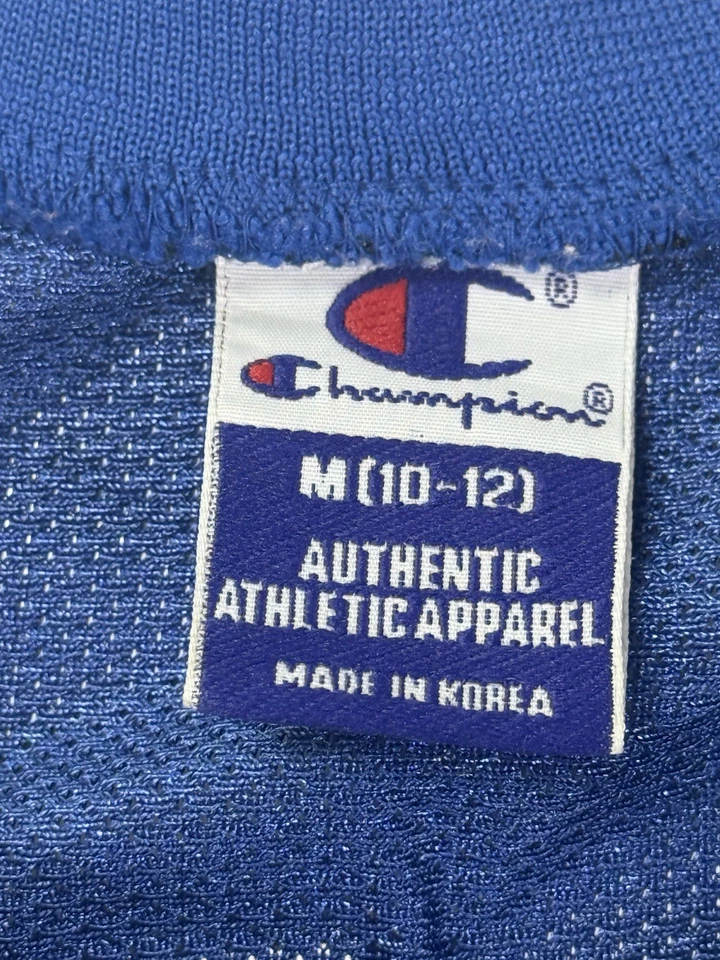 ®
Champion®
M (10-12)
AUTHENTIC
ATHLETIC APPAREL
MADE IN KOREA